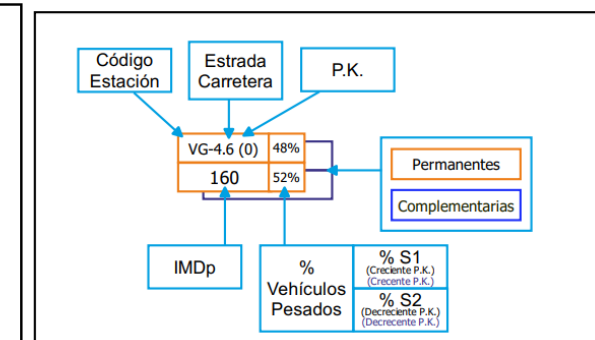 Código
Estación
Estrada
Carretera
P.K.
VG-4.6 (0) 48%
160 52%
Permanentes
Complementarias
IMDp
%
Vehículos
Pesados
% S1
(Creciente P.K.)
(Crecente P.K.)
% S2
(Decreciente P.K.)
(Decrecente P.K.)